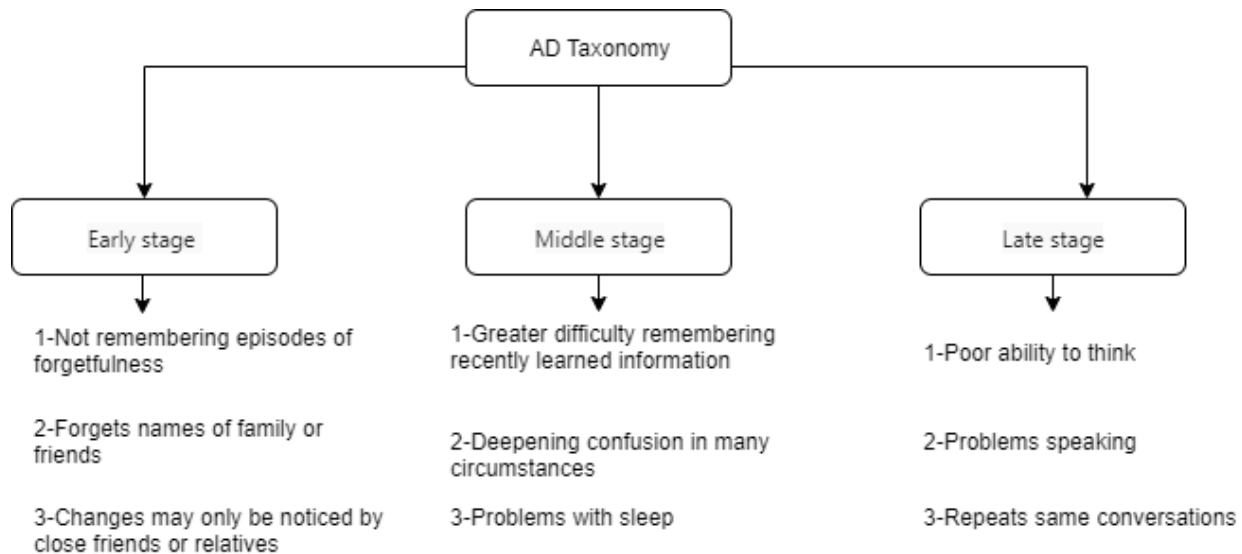 AD Taxonomy
Early stage
Middle stage
Late stage
1-Not remembering episodes of
forgetfulness
2-Forgets names of family or
friends
3-Changes may only be noticed by
close friends or relatives
1-Greater difficulty remembering
recently learned information
2-Deepening confusion in many
circumstances
3-Problems with sleep
1-Poor ability to think
2-Problems speaking
3-Repeats same conversations